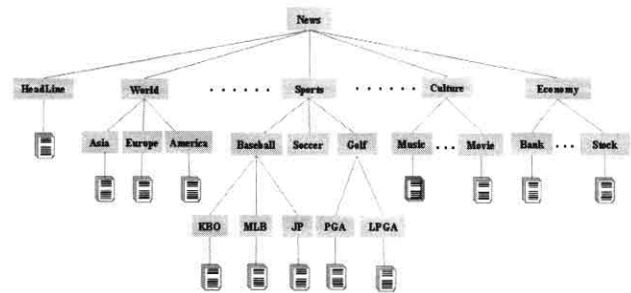 News
HeadLine World ······ Sports ······ Culture Economy
Asia Europe America Baseball Soccer Golf Music ··· Movie Bank ··· Stock
KBO MLB JP PGA LPGA